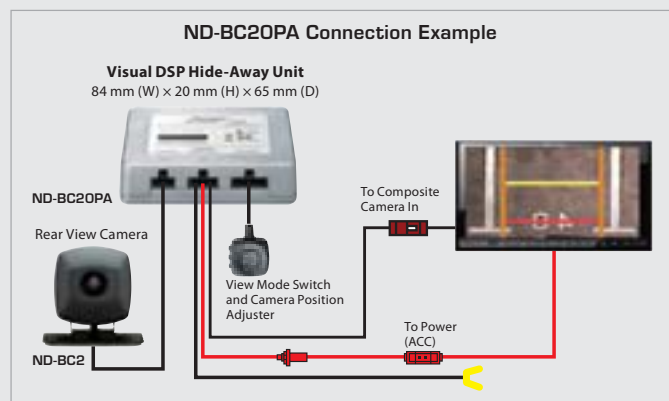 ND-BC20PA Connection Example
Visual DSP Hide-Away Unit
84 mm (W) × 20 mm (H) × 65 mm (D)
ND-BC20PA
Rear View Camera
ND-BC2
View Mode Switch
and Camera Position
Adjuster
To Composite
Camera In
To Power
(ACC)